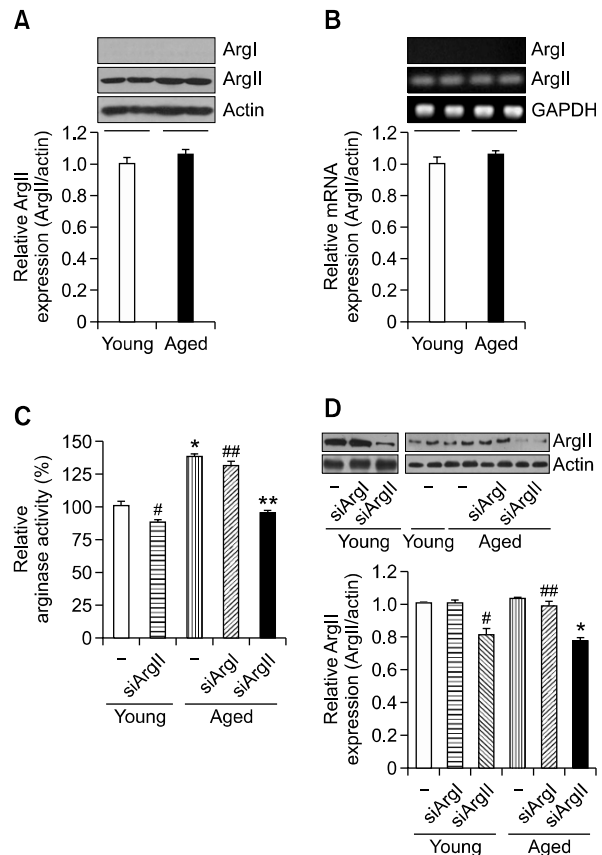 A
ArgI
ArgII
Actin
Relative ArgII
expression (ArgII/actin)
1.2
1.0
0.8
0.6
0.4
0.2
0
Young Aged
B
ArgI
ArgII
GAPDH
Relative mRNA
expression (ArgII/actin)
1.2
1.0
0.8
0.6
0.4
0.2
0
Young Aged
C
Relative
arginase activity (%)
150
125
100
75
50
25
0
# * ## **
– siArgII – siArgI siArgII
Young Aged
D
ArgII
Actin
– siArgI siArgII – – siArgI siArgII
Young Young Aged
Relative ArgII
expression (ArgII/actin)
1.2
1.0
0.8
0.6
0.4
0.2
0
# ## *
– siArgI siArgII – siArgI siArgII
Young Aged